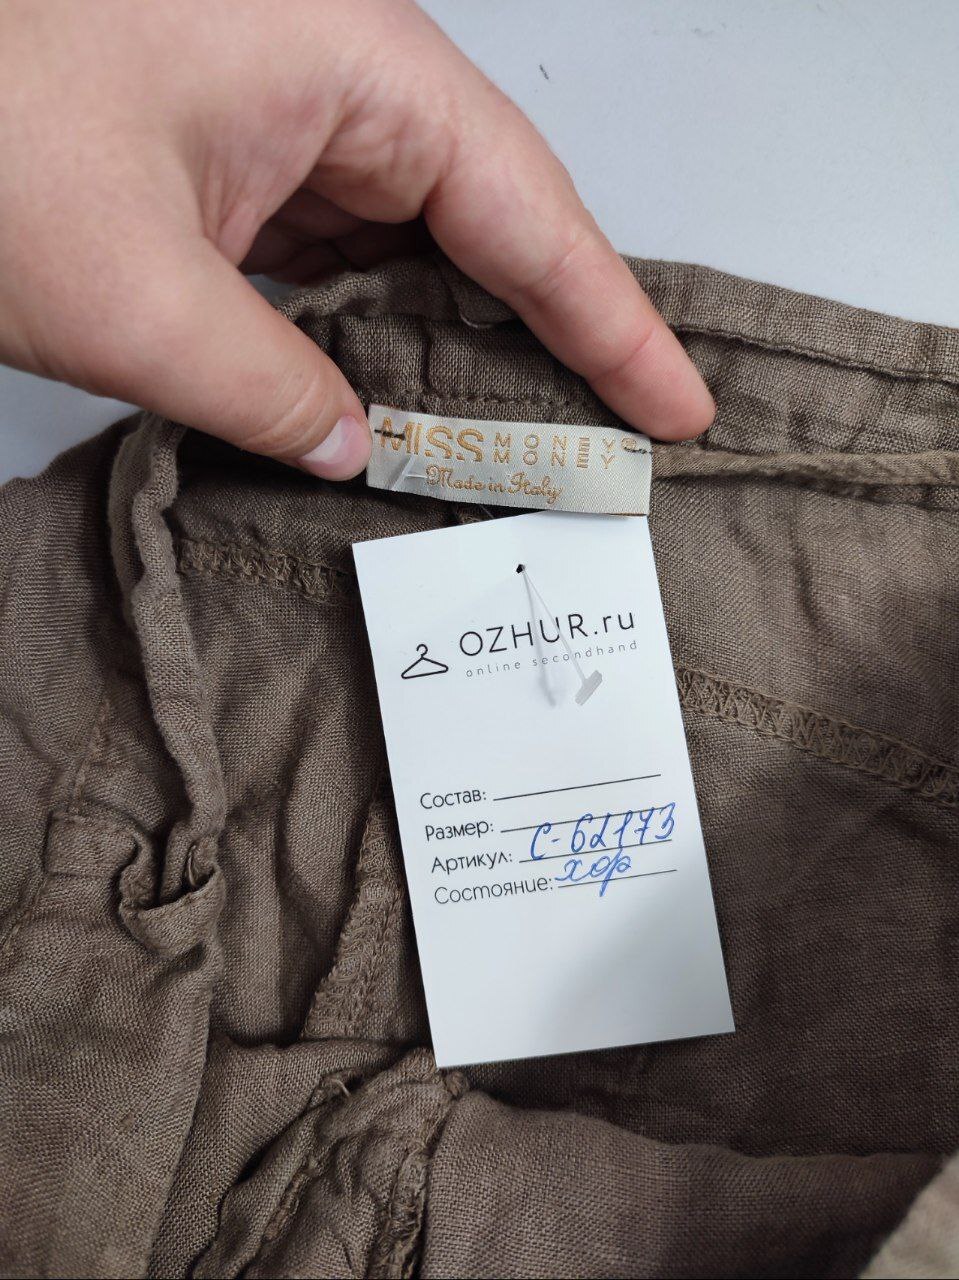 MISS MONEY MONEY ®
Made in Italy
OZHUR.ru
online secondhand
Состав:
Размер:
Артикул: С-62173
Состояние: хор